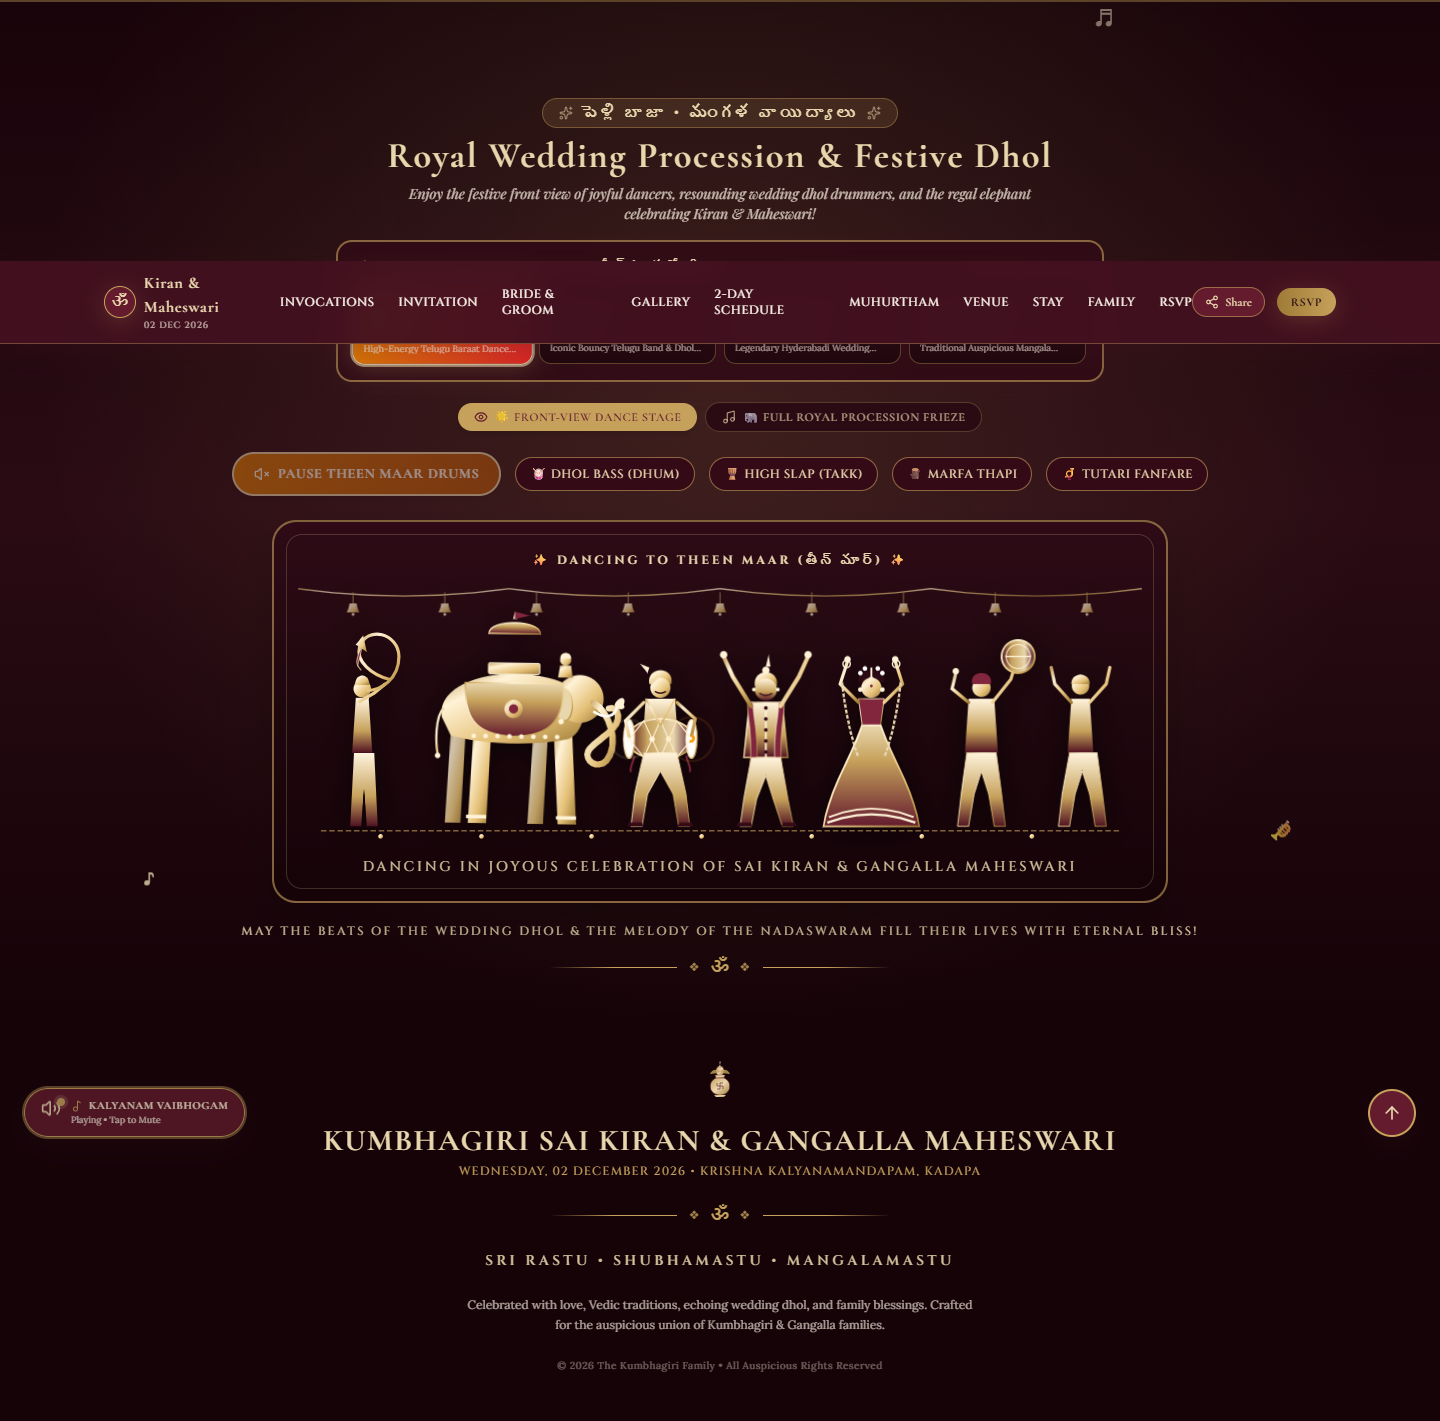 పెళ్లి బాజా • మంగళ వాయిద్యాలు
Royal Wedding Procession & Festive Dhol
Enjoy the festive front view of joyful dancers, resounding wedding dhol drummers, and the regal elephant
celebrating Kiran & Maheswari!
ॐ
Kiran &
Maheswari
02 DEC 2026
INVOCATIONS
INVITATION
BRIDE &
GROOM
GALLERY
2-DAY
SCHEDULE
MUHURTHAM
VENUE
STAY
FAMILY
RSVP
Share
RSVP
High-Energy Telugu Baraat Dance...
Iconic Bouncy Telugu Band & Dhol...
Legendary Hyderabadi Wedding...
Traditional Auspicious Mangala...
FRONT-VIEW DANCE STAGE
FULL ROYAL PROCESSION FRIEZE
PAUSE THEEN MAAR DRUMS
DHOL BASS (DHUM)
HIGH SLAP (TAKK)
MARFA THAPI
TUTARI FANFARE
DANCING TO THEEN MAAR (తీన్ మార్)
DANCING IN JOYOUS CELEBRATION OF SAI KIRAN & GANGALLA MAHESWARI
MAY THE BEATS OF THE WEDDING DHOL & THE MELODY OF THE NADASWARAM FILL THEIR LIVES WITH ETERNAL BLISS!
ॐ
KALYANAM VAIBHOGAM
Playing • Tap to Mute
KUMBHAGIRI SAI KIRAN & GANGALLA MAHESWARI
WEDNESDAY, 02 DECEMBER 2026 • KRISHNA KALYANAMANDAPAM, KADAPA
ॐ
SRI RASTU • SHUBHAMASTU • MANGALAMASTU
Celebrated with love, Vedic traditions, echoing wedding dhol, and family blessings. Crafted
for the auspicious union of Kumbhagiri & Gangalla families.
© 2026 The Kumbhagiri Family • All Auspicious Rights Reserved